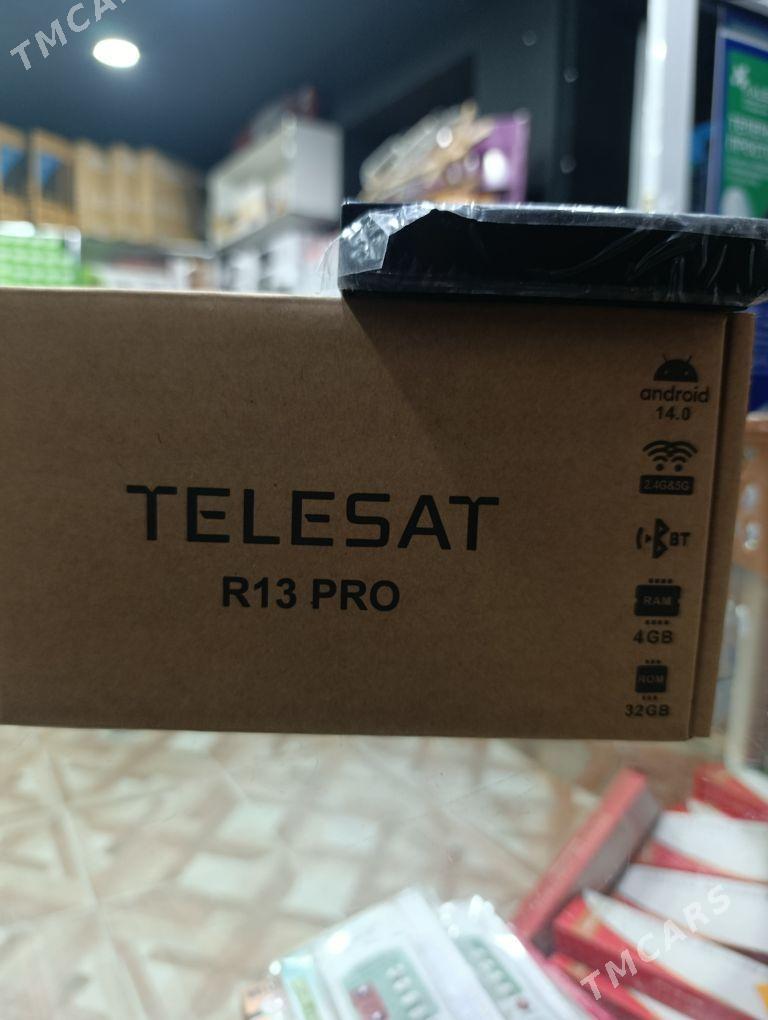 TMCARS
TELESAT
R13 PRO
android
14.0
2.4G&5G
BT
RAM
4GB
ROM
32GB
TMCARS